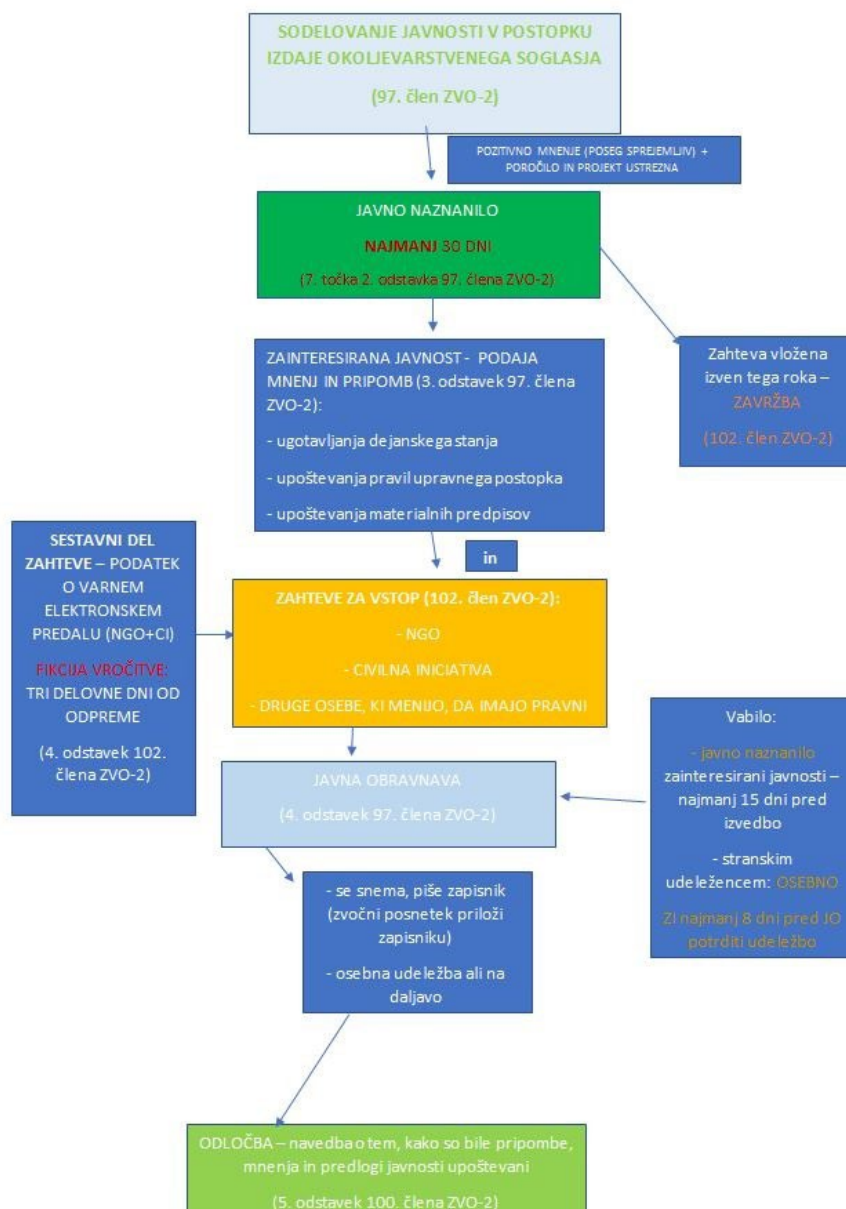 SODELOVANJE JAVNOSTI V POSTOPKU
IZDAJE OKOLJEVARSTVENEGA SOGLASJA
(97. člen ZVO-2)
POZITIVNO MNENJE (POSEG SPREJEMLJIV) +
POROČILO IN PROJEKT USTREZNA
JAVNO NAZNANILO
NAJMANJ 30 DNI
(7. točka 2. odstavka 97. člena ZVO-2)
ZAINTERESIRANA JAVNOST - PODAJA
MNENJ IN PRIPOMB (3. odstavek 97. člena
ZVO-2):
- ugotavljanja dejanskega stanja
- upoštevanja pravil upravnega postopka
- upoštevanja materialnih predpisov
Zahteva vložena
izven tega roka –
ZAVRŽBA
(102. člen ZVO-2)
in
SESTAVNI DEL
ZAHTEVE – PODATEK
O VARNEM
ELEKTRONSKEM
PREDALU (NGO+CI)
FIKCIJA VROČITVE:
TRI DELOVNE DNI OD
ODPREME
(4. odstavek 102.
člena ZVO-2)
ZAHTEVE ZA VSTOP (102. člen ZVO-2):
- NGO
- CIVILNA INICIATIVA
- DRUGE OSEBE, KI MENIJO, DA IMAJO PRAVNI
JAVNA OBRAVNAVA
(4. odstavek 97. člena ZVO-2)
Vabilo:
- javno naznanilo
zainteresirani javnosti –
najmanj 15 dni pred
izvedbo
- stranskim
udeležencem: OSEBNO
ZI najmanj 8 dni pred JO
potrditi udeležbo
- se snema, piše zapisnik
(zvočni posnetek priloži
zapisniku)
- osebna udeležba ali na
daljavo
ODLOČBA – navedba o tem, kako so bile pripombe,
mnenja in predlogi javnosti upoštevani
(5. odstavek 100. člena ZVO-2)